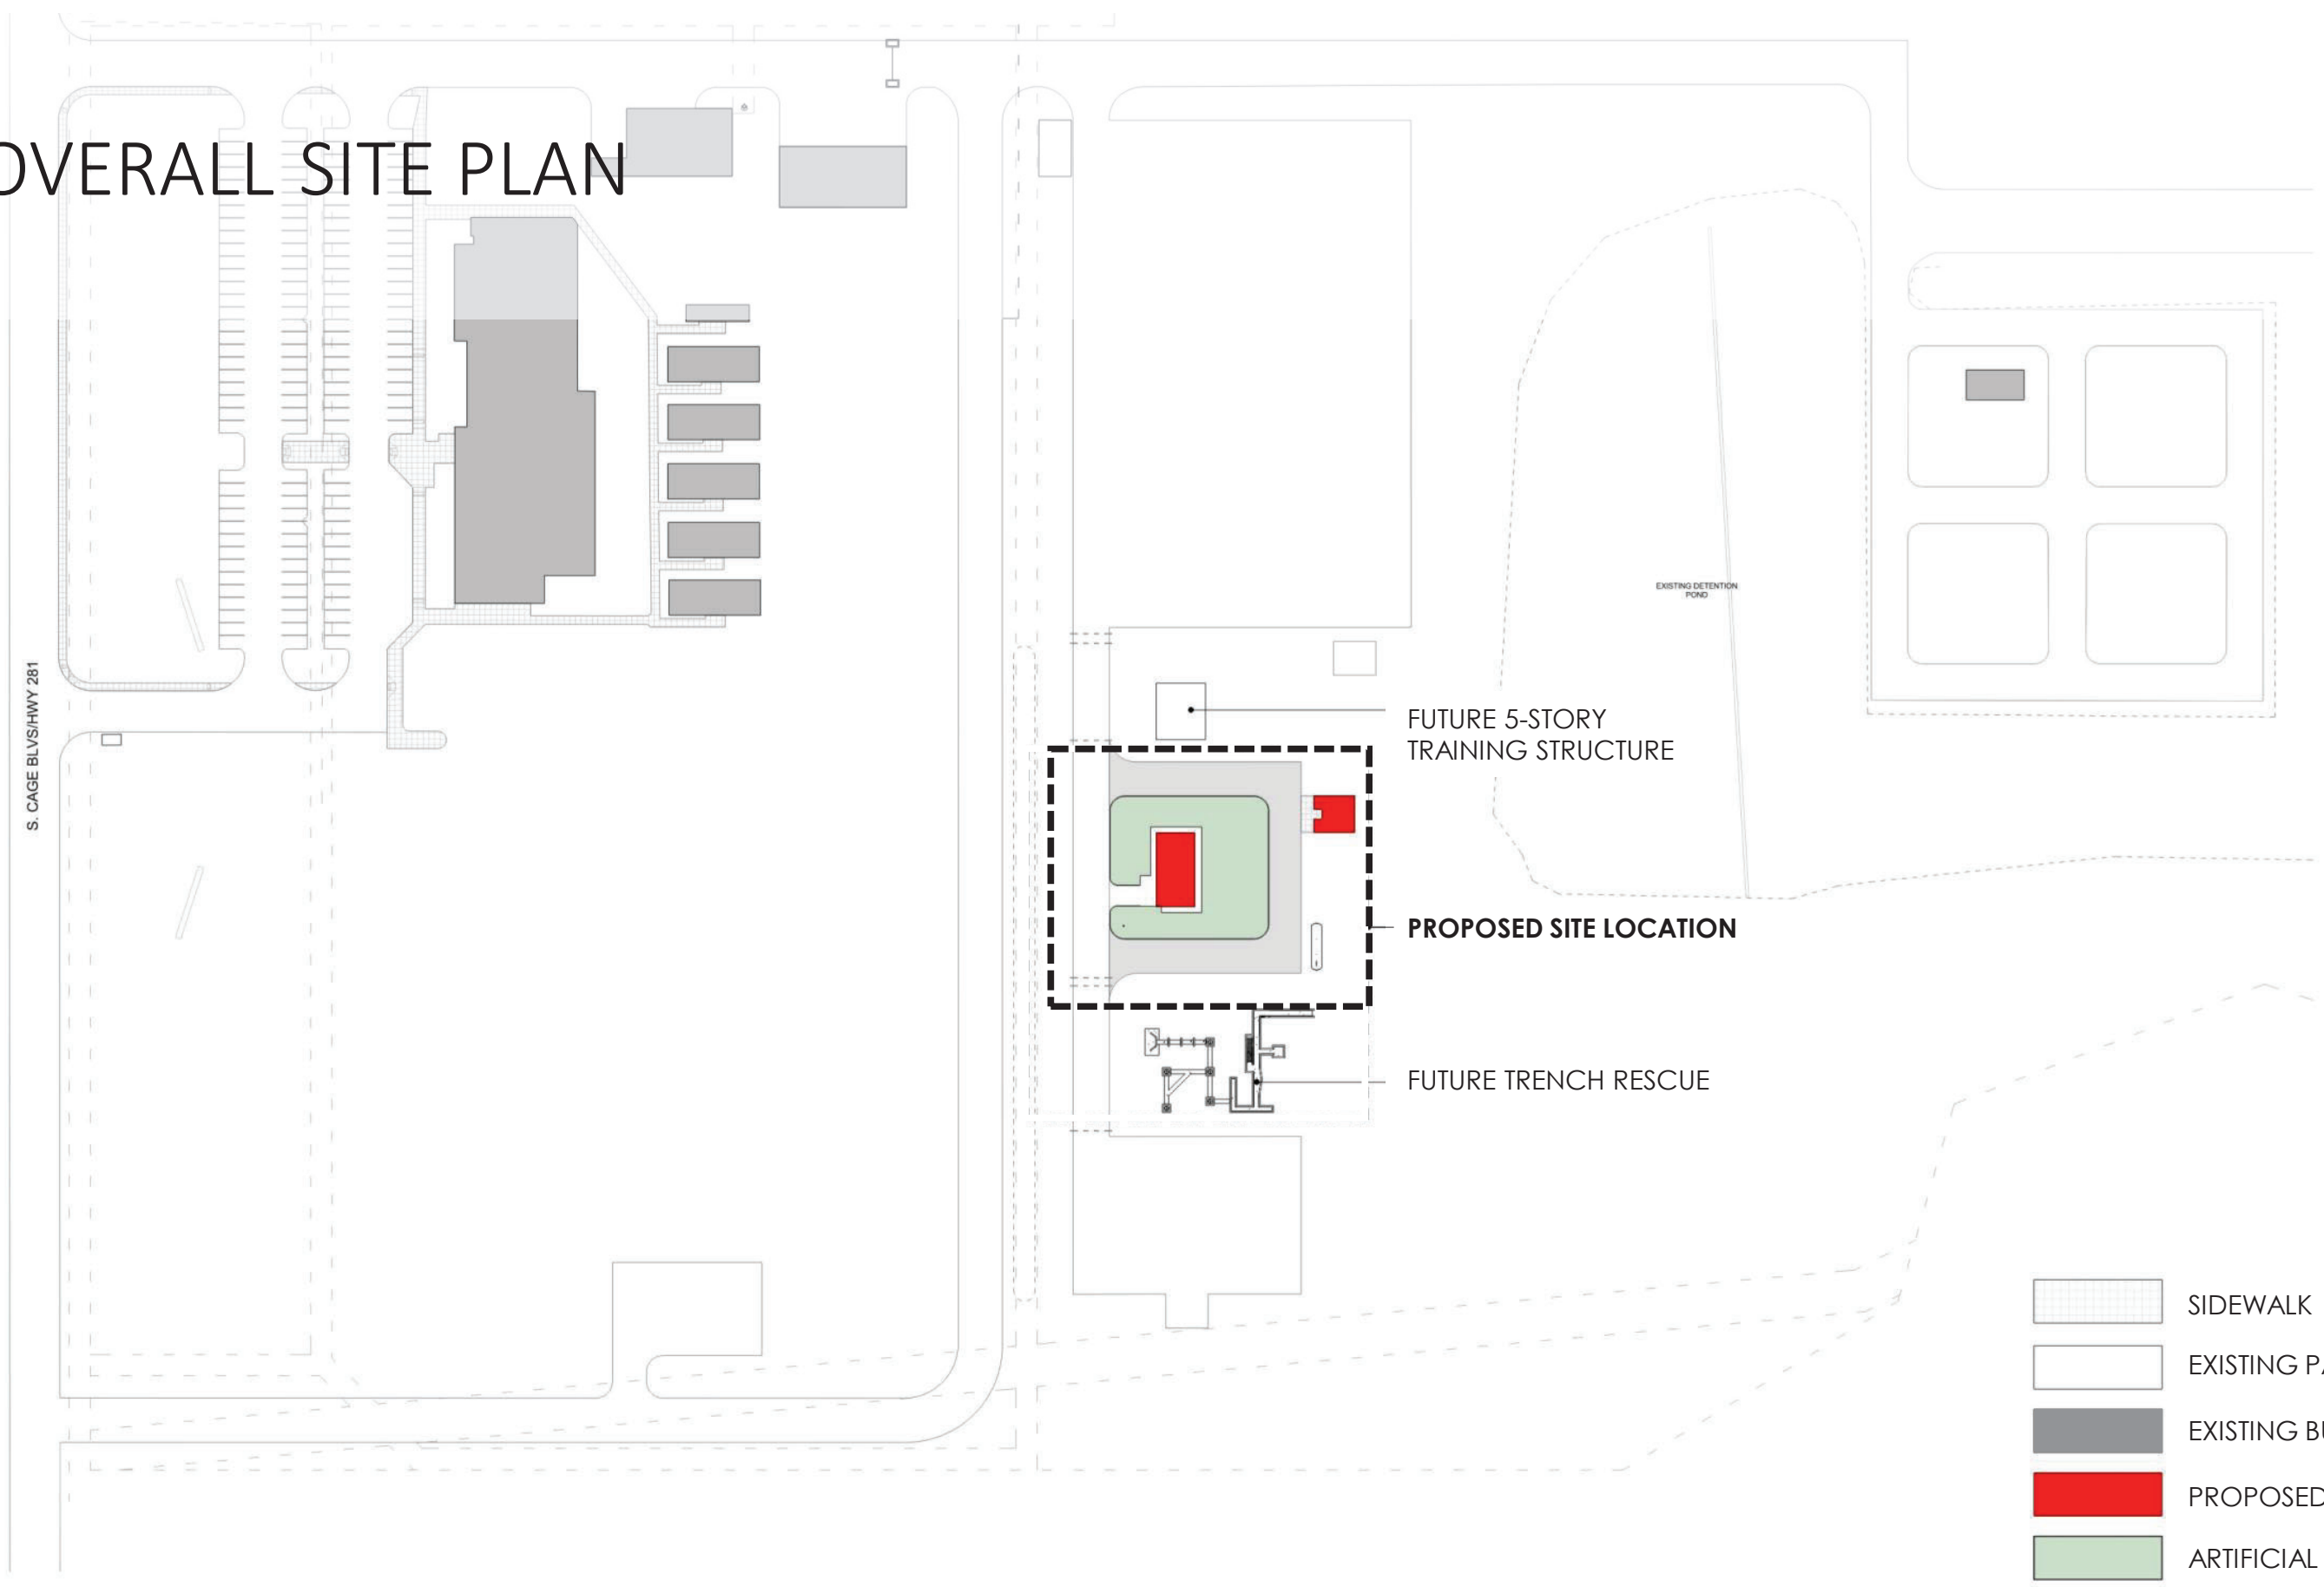 OVERALL SITE PLAN
EXISTING DETENTION
POND
S. CAGE BLVS/HWY 281
FUTURE 5-STORY
TRAINING STRUCTURE
PROPOSED SITE LOCATION
FUTURE TRENCH RESCUE
SIDEWALK
EXISTING
EXISTING
PROPOSED
ARTIFICIAL